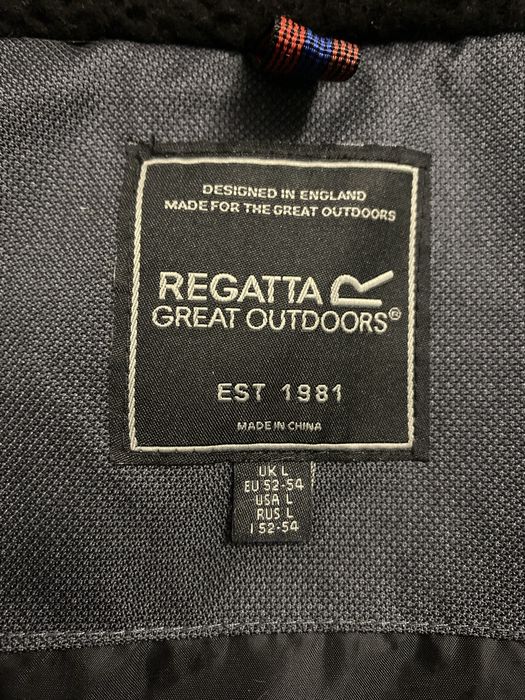 DESIGNED IN ENGLAND
MADE FOR THE GREAT OUTDOORS
REGATTA
GREAT OUTDOORS®
EST 1981
MADE IN CHINA
UK L
EU 52-54
USA L
RUS L
I 52-54